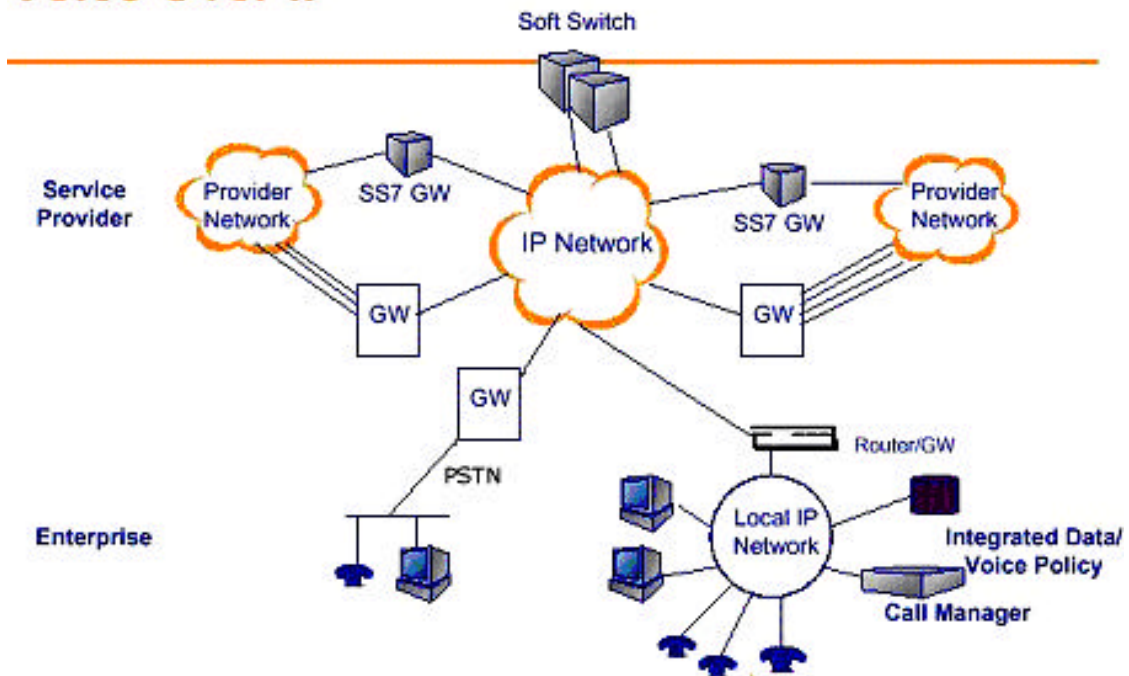 Soft Switch
Service
Provider
Provider
Network
SS7 GW
IP Network
SS7 GW
Provider
Network
GW
GW
GW
PSTN
Router/GW
Enterprise
Local IP
Network
Integrated Data/
Voice Policy
Call Manager